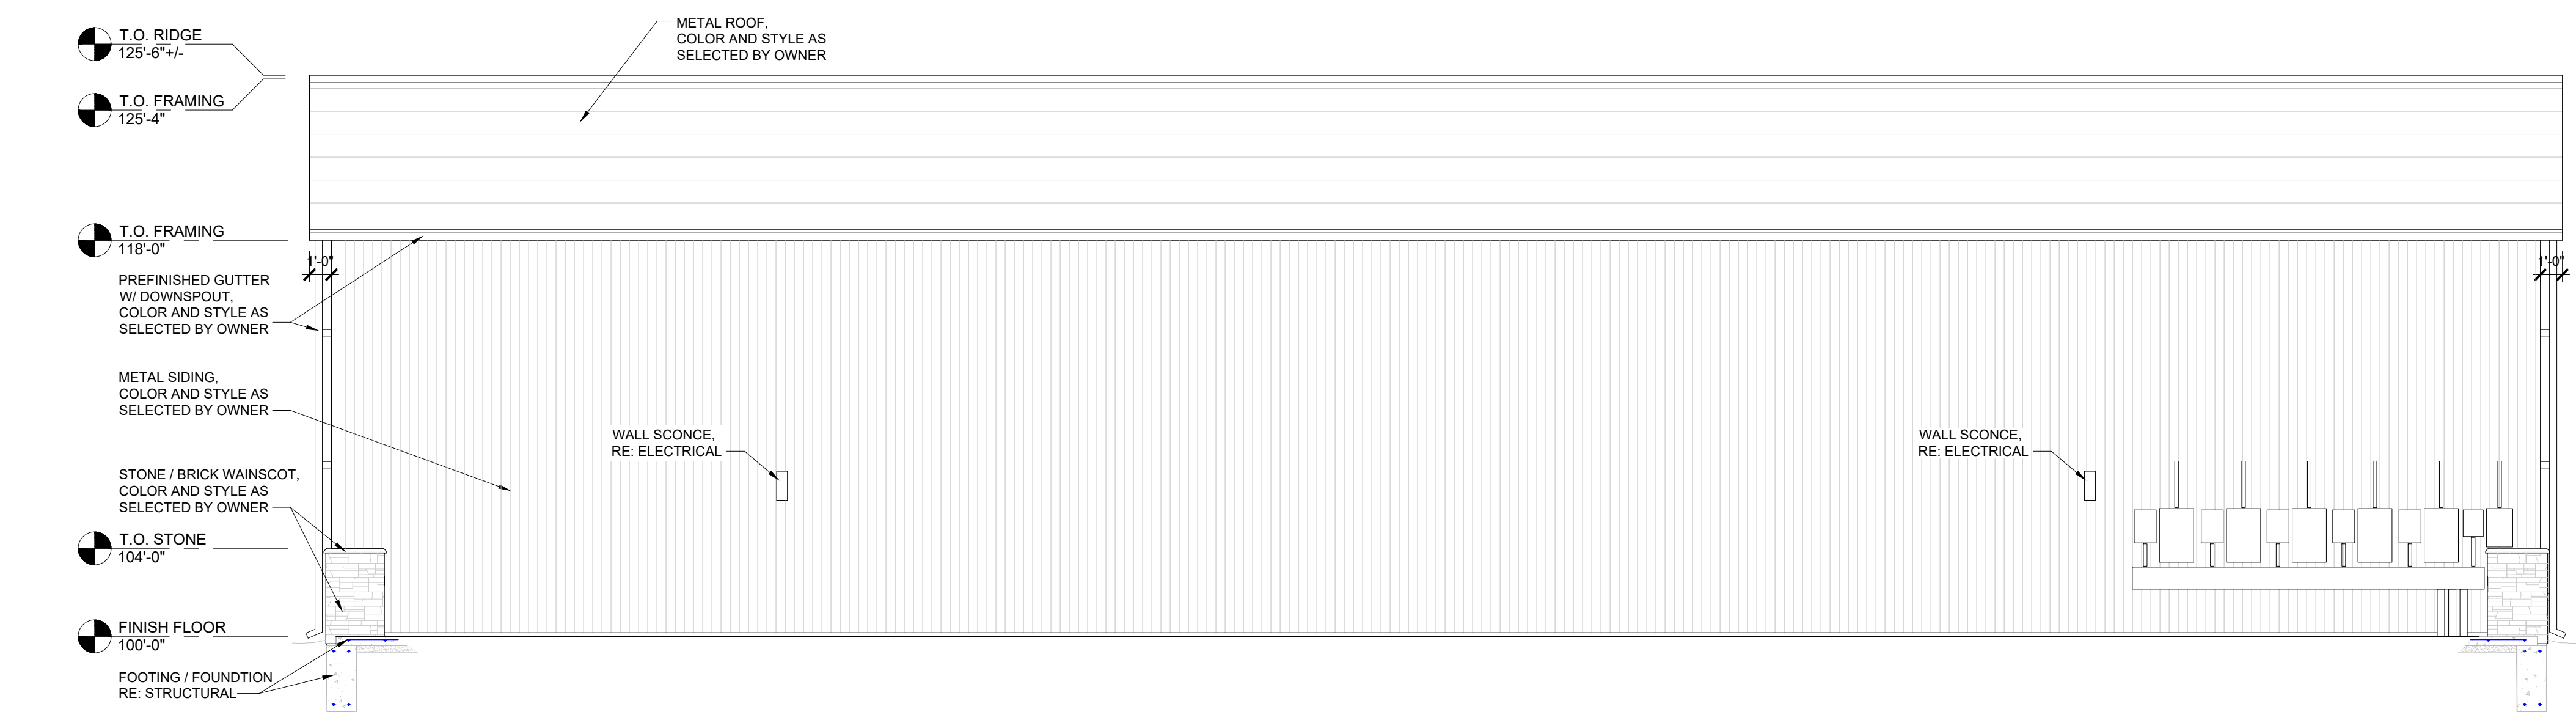 METAL ROOF,
COLOR AND STYLE AS
SELECTED BY OWNER
T.O. RIDGE
125'-6"+/-
T.O. FRAMING
125'-4"
T.O. FRAMING
118'-0"
1'-0"
1'-0"
PREFINISHED GUTTER
W/ DOWNSPOUT,
COLOR AND STYLE AS
SELECTED BY OWNER
METAL SIDING,
COLOR AND STYLE AS
SELECTED BY OWNER
WALL SCONCE,
RE: ELECTRICAL
WALL SCONCE,
RE: ELECTRICAL
STONE / BRICK WAINSCOT,
COLOR AND STYLE AS
SELECTED BY OWNER
T.O. STONE
104'-0"
FINISH FLOOR
100'-0"
FOOTING / FOUNDTION
RE: STRUCTURAL